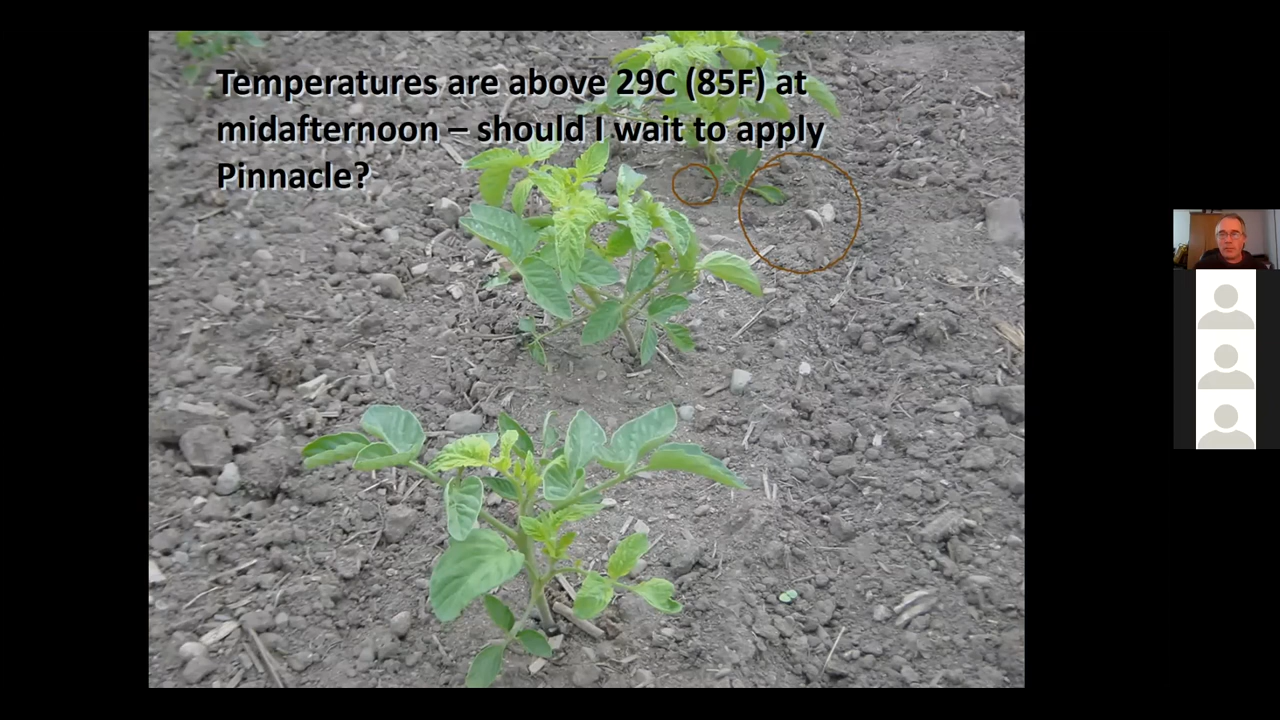 Temperatures are above 29C (85F) at
midafternoon – should I wait to apply
Pinnacle?